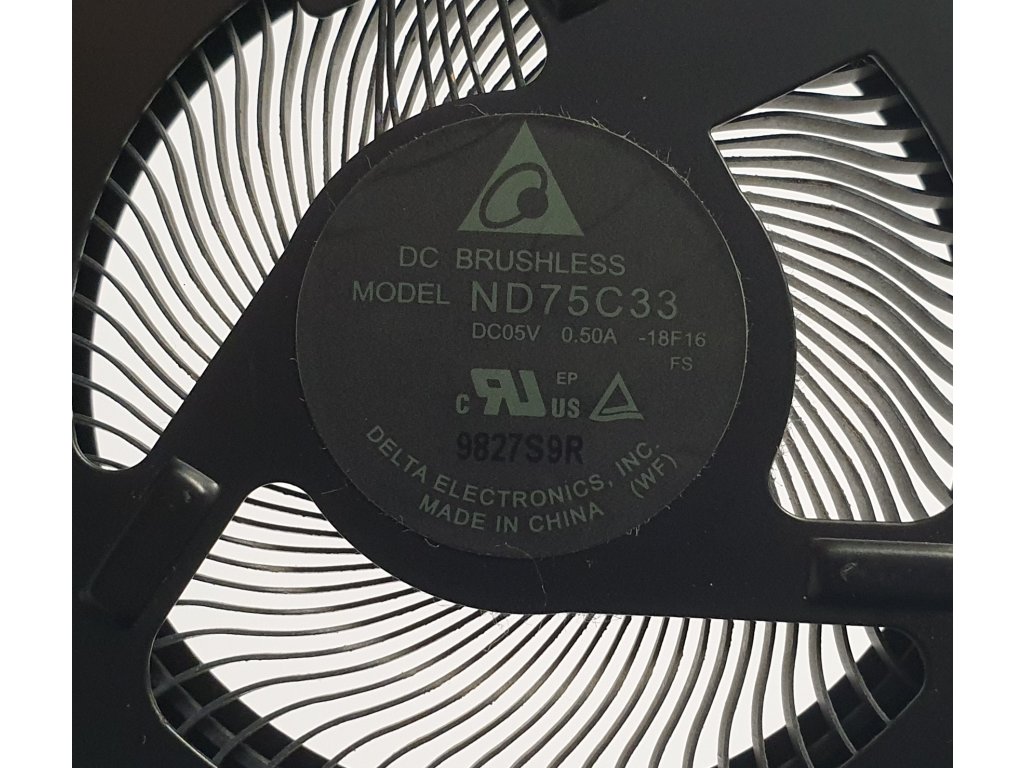 DC BRUSHLESS
MODEL ND75C33
DC05V 0.50A -18F16
FS
EP
C RU US
9827S9R
DELTA ELECTRONICS, INC.
MADE IN CHINA (WF)